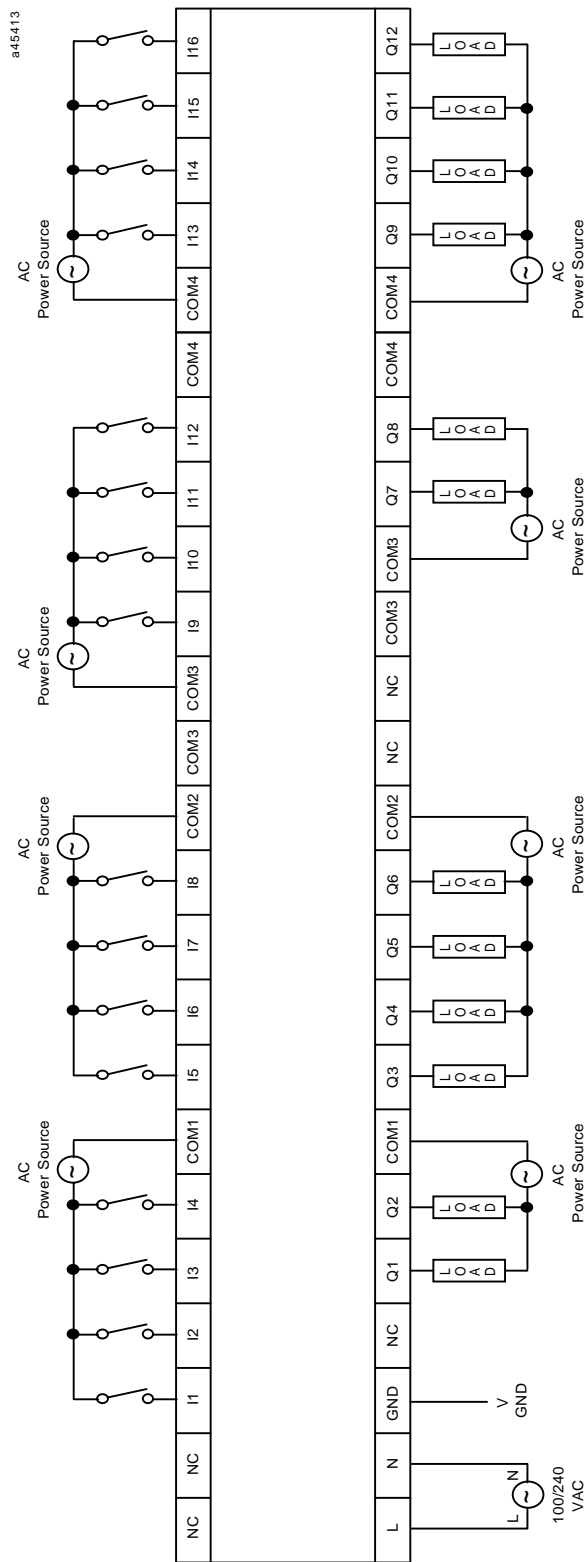 a45413
AC
Power Source
AC
Power Source
AC
Power Source
AC
Power Source
NC
NC
I1
I2
I3
I4
COM1
I5
I6
I7
I8
COM2
COM3
COM3
I9
I10
I11
I12
COM4
COM4
I13
I14
I15
I16
L
N
GND
NC
Q1
Q2
COM1
Q3
Q4
Q5
Q6
COM2
NC
NC
COM3
COM3
Q7
Q8
COM4
COM4
Q9
Q10
Q11
Q12
LOAD
LOAD
LOAD
LOAD
LOAD
LOAD
LOAD
LOAD
LOAD
LOAD
LOAD
LOAD
L
N
100/240
VAC
V
GND
AC
Power Source
AC
Power Source
AC
Power Source
AC
Power Source